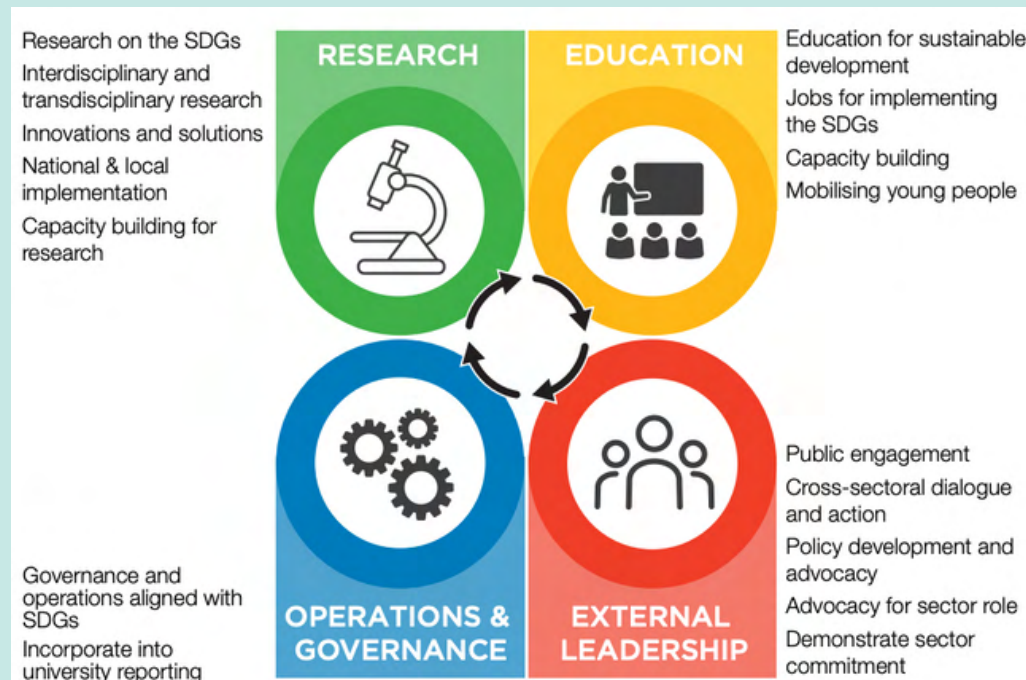 Research on the SDGs
Interdisciplinary and
transdisciplinary research
Innovations and solutions
National & local
implementation
Capacity building for
research
RESEARCH
EDUCATION
Education for sustainable
development
Jobs for implementing
the SDGs
Capacity building
Mobilising young people
Governance and
operations aligned with
SDGs
Incorporate into
university reporting
OPERATIONS &
GOVERNANCE
EXTERNAL
LEADERSHIP
Public engagement
Cross-sectoral dialogue
and action
Policy development and
advocacy
Advocacy for sector role
Demonstrate sector
commitment